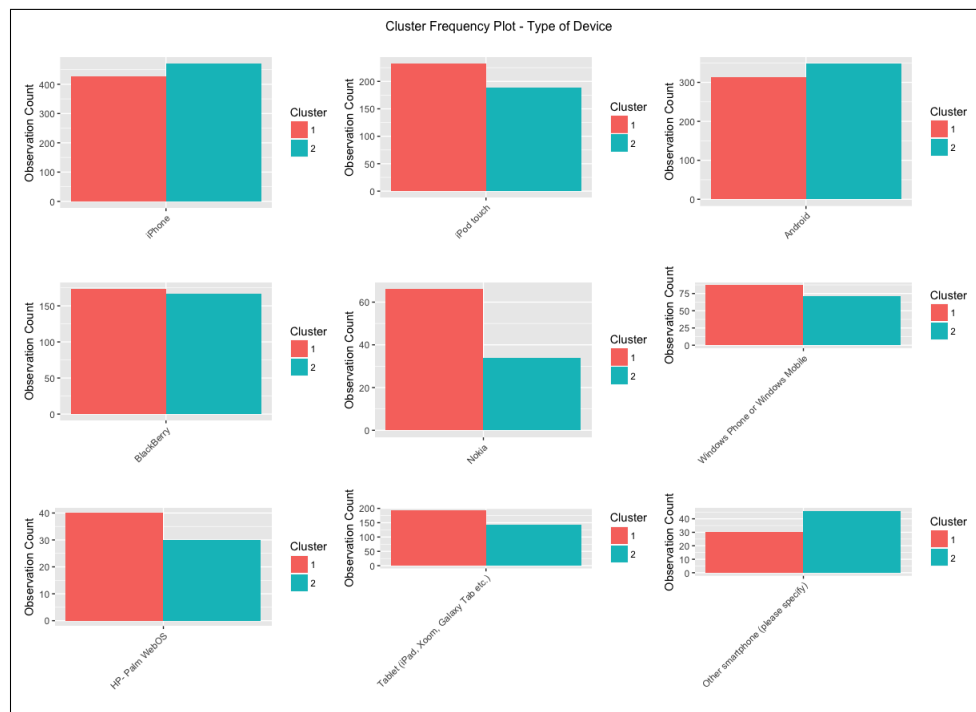 Cluster Frequency Plot - Type of Device
Observation Count
400
300
200
100
0
iPhone
Cluster
1
2
Observation Count
200
150
100
50
0
iPod touch
Cluster
1
2
Observation Count
300
200
100
0
Android
Cluster
1
2
Observation Count
150
100
50
0
BlackBerry
Cluster
1
2
Observation Count
60
40
20
0
Nokia
Cluster
1
2
Observation Count
75
50
25
0
Windows Phone or Windows Mobile
Cluster
1
2
Observation Count
40
30
20
10
0
HP- Palm WebOS
Cluster
1
2
Observation Count
200
150
100
50
0
Tablet (iPad, Xoom, Galaxy Tab etc.)
Cluster
1
2
Observation Count
40
30
20
10
0
Other smartphone (please specify)
Cluster
1
2